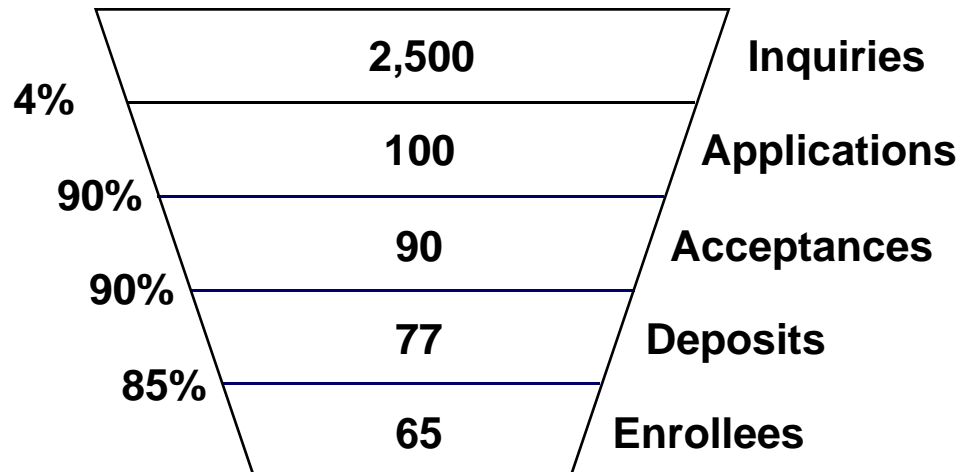 2,500 Inquiries
4%
100 Applications
90%
90 Acceptances
90%
77 Deposits
85%
65 Enrollees